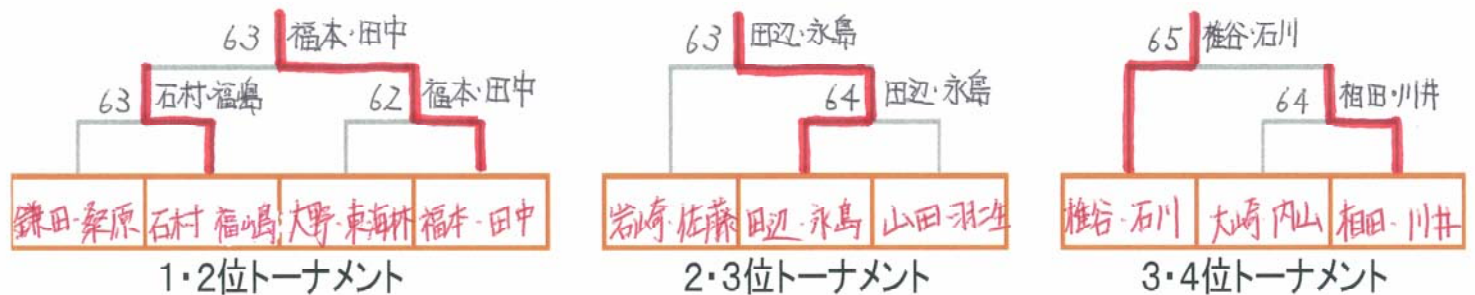 63 福本・田中 63 田辺・永島 65 椎谷・石川
63 石村・福島 62 福本・田中 64 田辺・永島 64 相田・川井
鎌田・桑原 石村 福嶋 大野・東海林 福本・田中 岩崎・佐藤 田辺・永島 山田・羽生 椎谷・石川 大崎・内山 相田・川井
1・2位トーナメント 2・3位トーナメント 3・4位トーナメント